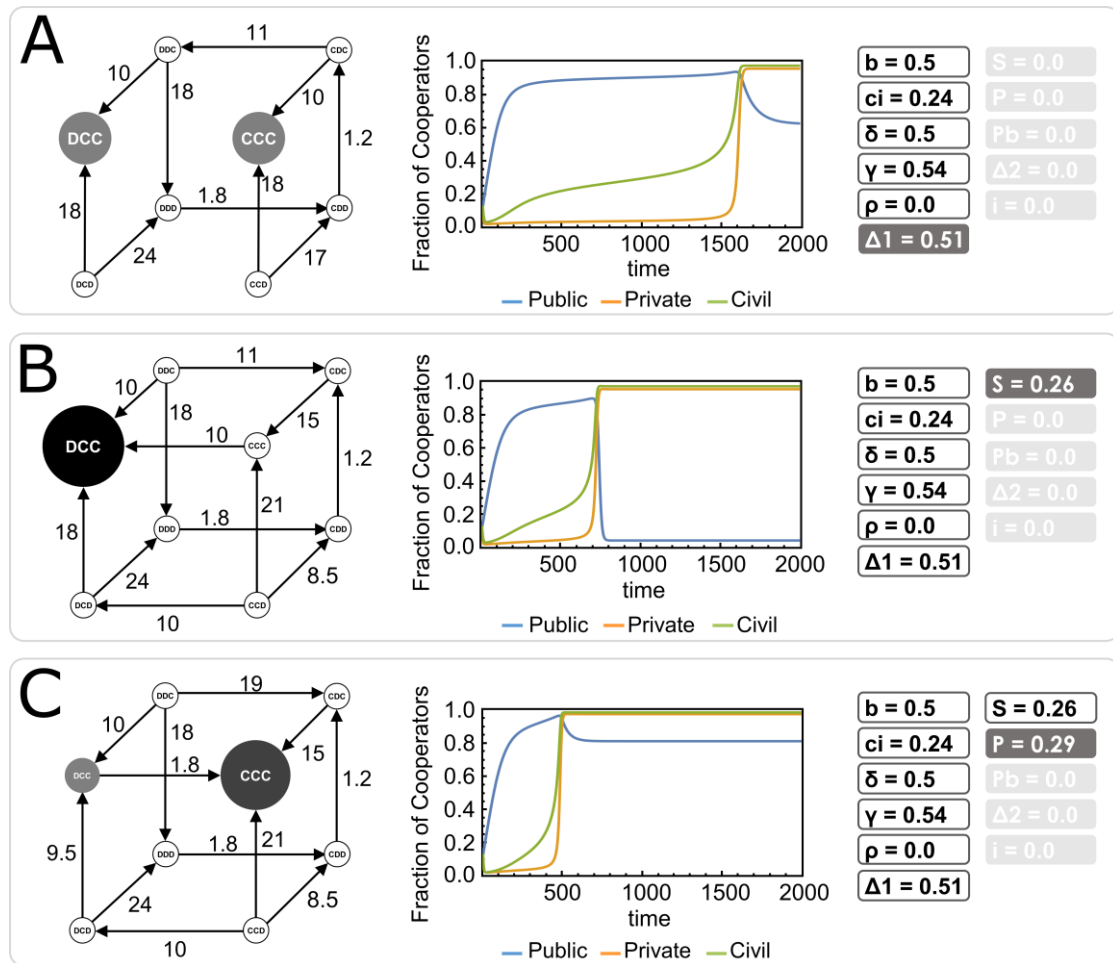 A
DDC
11
CDC
10
18
10
DCC
CCC
1.2
18
18
DDD
1.8
CDD
24
17
DCD
CCD
Fraction of Cooperators
1.0
0.8
0.6
0.4
0.2
0.0
500
1000
1500
2000
time
Public
Private
Civil
b = 0.5
S = 0.0
ci = 0.24
P = 0.0
δ = 0.5
Pb = 0.0
γ = 0.54
Δ2 = 0.0
ρ = 0.0
i = 0.0
Δ1 = 0.51
B
DDC
11
CDC
10
18
15
DCC
10
CCC
1.2
18
21
DDD
1.8
CDD
24
8.5
DCD
10
CCD
Fraction of Cooperators
1.0
0.8
0.6
0.4
0.2
0.0
500
1000
1500
2000
time
Public
Private
Civil
b = 0.5
S = 0.26
ci = 0.24
P = 0.0
δ = 0.5
Pb = 0.0
γ = 0.54
Δ2 = 0.0
ρ = 0.0
i = 0.0
Δ1 = 0.51
C
DDC
19
CDC
10
18
15
DCC
1.8
CCC
1.2
9.5
21
DDD
1.8
CDD
24
8.5
DCD
10
CCD
Fraction of Cooperators
1.0
0.8
0.6
0.4
0.2
0.0
500
1000
1500
2000
time
Public
Private
Civil
b = 0.5
S = 0.26
ci = 0.24
P = 0.29
δ = 0.5
Pb = 0.0
γ = 0.54
Δ2 = 0.0
ρ = 0.0
i = 0.0
Δ1 = 0.51